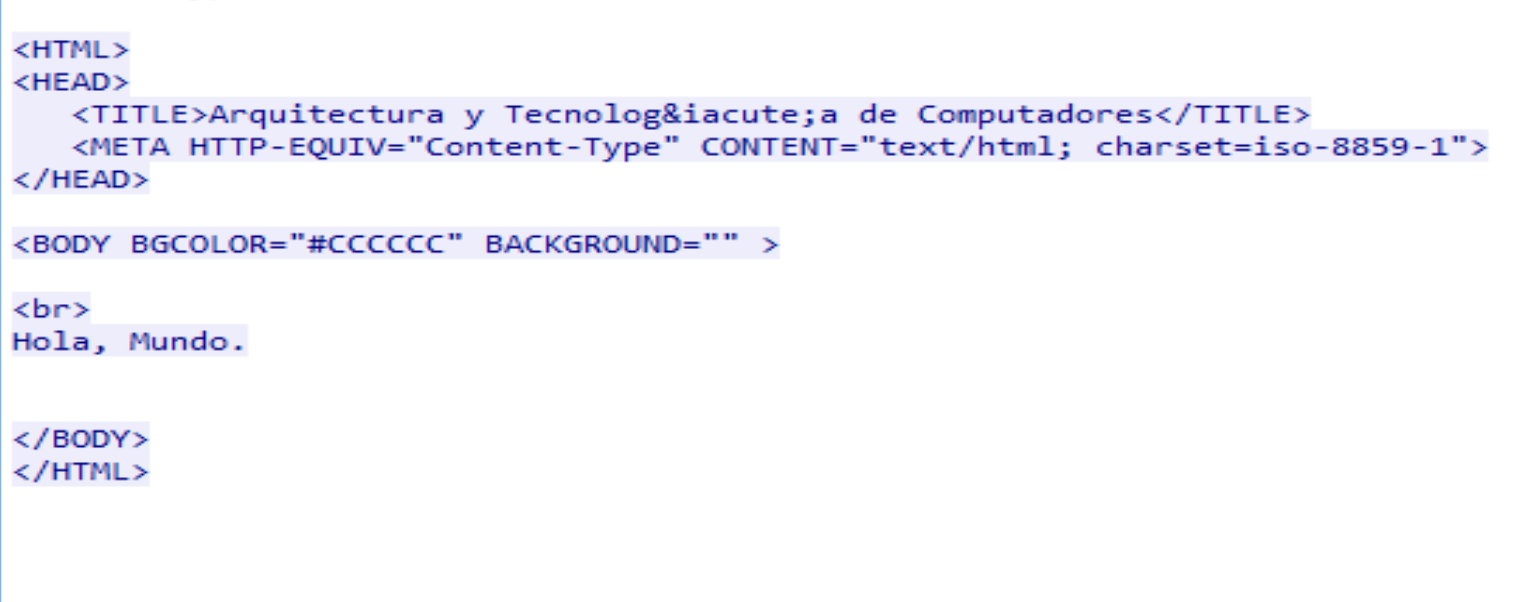 <HTML>
<HEAD>
<TITLE>Arquitectura y Tecnolog&iacute;a de Computadores</TITLE>
<META HTTP-EQUIV="Content-Type" CONTENT="text/html; charset=iso-8859-1">
</HEAD>
<BODY BGCOLOR="#CCCCCC" BACKGROUND="" >
<br>
Hola, Mundo.
</BODY>
</HTML>